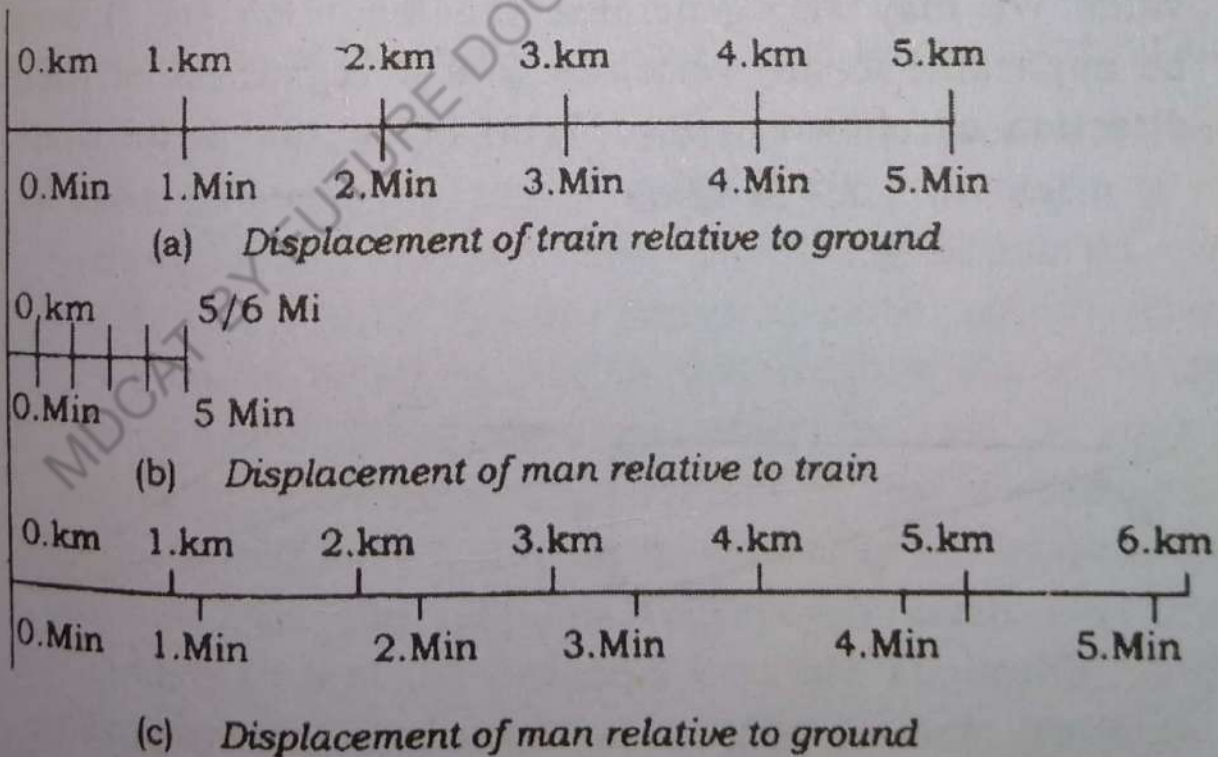 0.km 1.km 2.km 3.km 4.km 5.km
0.Min 1.Min 2.Min 3.Min 4.Min 5.Min
(a) Displacement of train relative to ground
0,km 5/6 Mi
0.Min 5 Min
(b) Displacement of man relative to train
0.km 1.km 2.km 3.km 4.km 5.km 6.km
0.Min 1.Min 2.Min 3.Min 4.Min 5.Min
(c) Displacement of man relative to ground
MDCAT BY FUTURE DOC